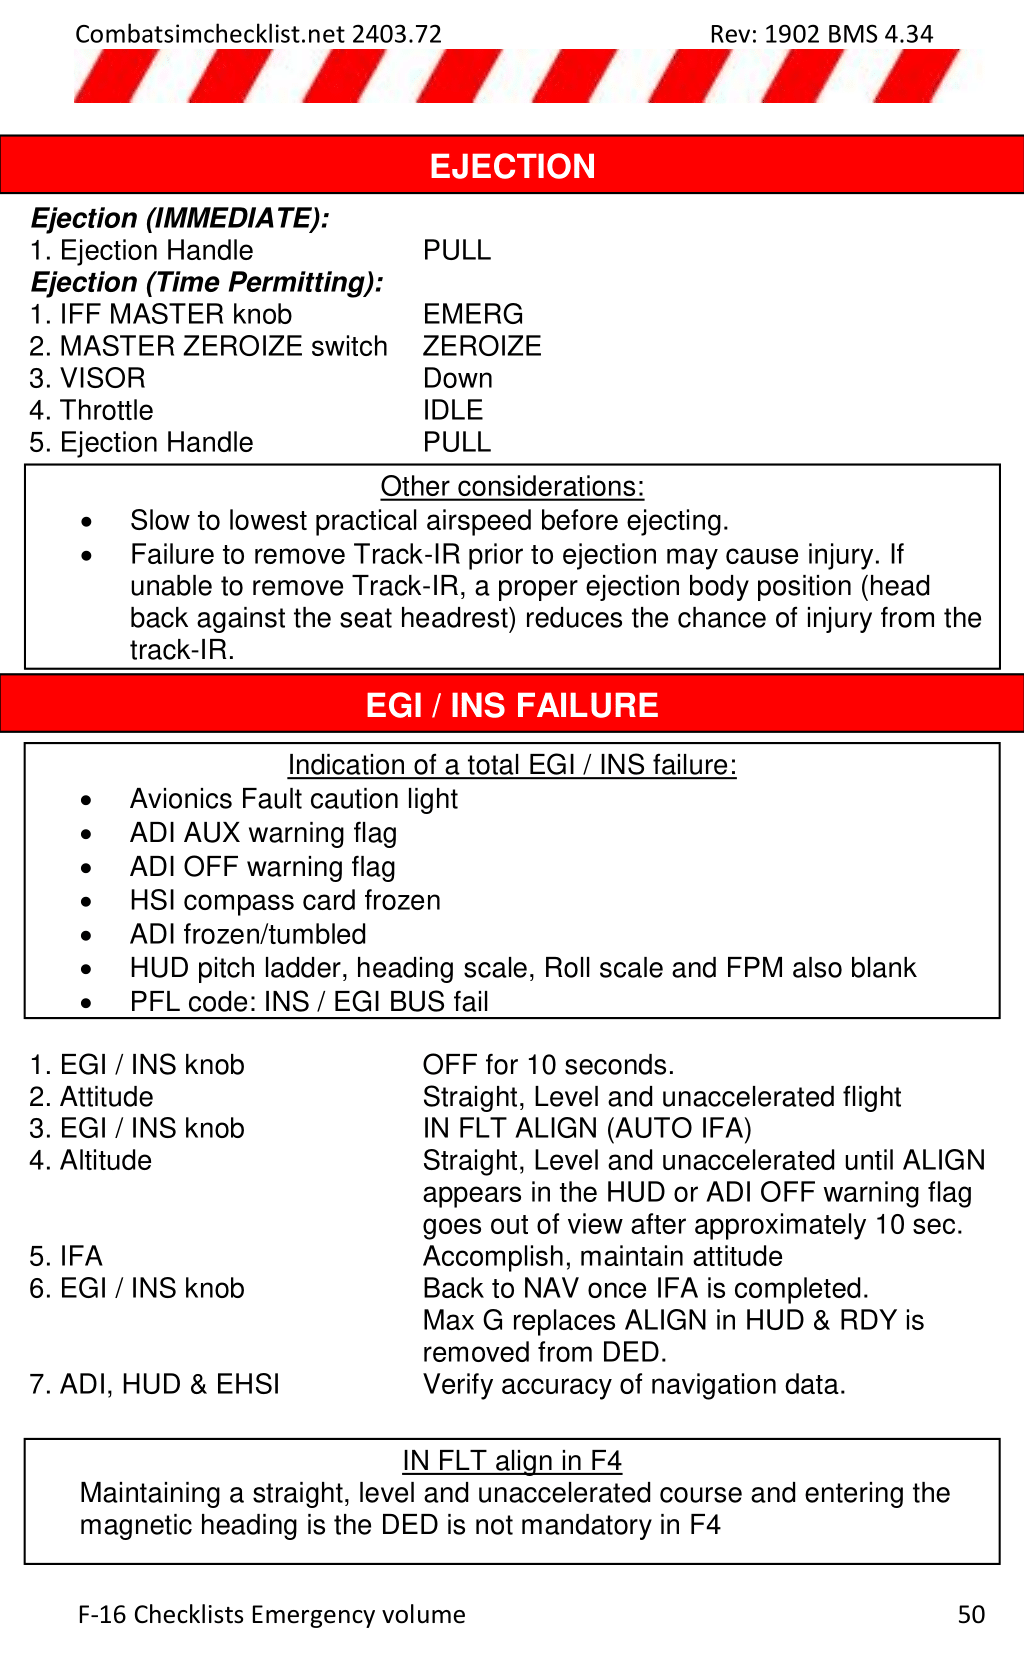 Combatsimchecklist.net 2403.72 Rev: 1902 BMS 4.34
EJECTION
Ejection (IMMEDIATE):
1. Ejection Handle PULL
Ejection (Time Permitting):
1. IFF MASTER knob EMERG
2. MASTER ZEROIZE switch ZEROIZE
3. VISOR Down
4. Throttle IDLE
5. Ejection Handle PULL
Other considerations:
• Slow to lowest practical airspeed before ejecting.
• Failure to remove Track-IR prior to ejection may cause injury. If
unable to remove Track-IR, a proper ejection body position (head
back against the seat headrest) reduces the chance of injury from the
track-IR.
EGI / INS FAILURE
Indication of a total EGI / INS failure:
• Avionics Fault caution light
• ADI AUX warning flag
• ADI OFF warning flag
• HSI compass card frozen
• ADI frozen/tumbled
• HUD pitch ladder, heading scale, Roll scale and FPM also blank
• PFL code: INS / EGI BUS fail
1. EGI / INS knob OFF for 10 seconds.
2. Attitude Straight, Level and unaccelerated flight
3. EGI / INS knob IN FLT ALIGN (AUTO IFA)
4. Altitude Straight, Level and unaccelerated until ALIGN
appears in the HUD or ADI OFF warning flag
goes out of view after approximately 10 sec.
5. IFA Accomplish, maintain attitude
6. EGI / INS knob Back to NAV once IFA is completed.
Max G replaces ALIGN in HUD & RDY is
removed from DED.
7. ADI, HUD & EHSI Verify accuracy of navigation data.
IN FLT align in F4
Maintaining a straight, level and unaccelerated course and entering the
magnetic heading is the DED is not mandatory in F4
F-16 Checklists Emergency volume 50